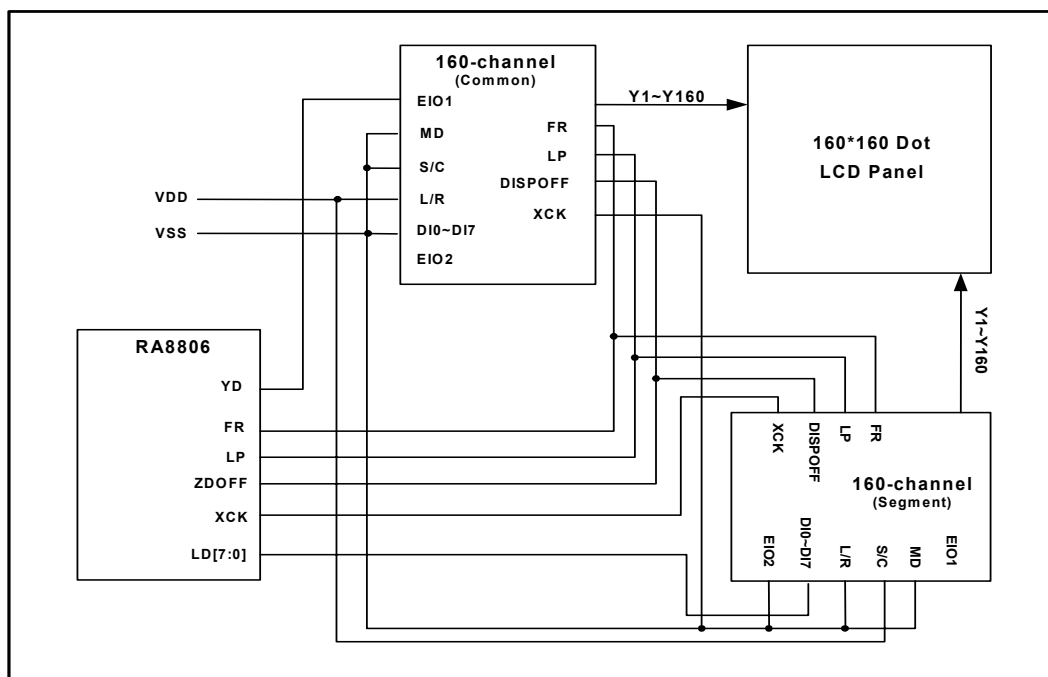 160-channel
(Common)
EIO1
MD
S/C
L/R
DI0~DI7
EIO2
FR
LP
DISPOFF
XCK
Y1~Y160
160*160 Dot
LCD Panel
VDD
VSS
RA8806
YD
FR
LP
ZDOFF
XCK
LD[7:0]
Y1~Y160
XCK
DISPOFF
LP
FR
160-channel
(Segment)
EIO2
DI0~DI7
L/R
S/C
MD
EIO1